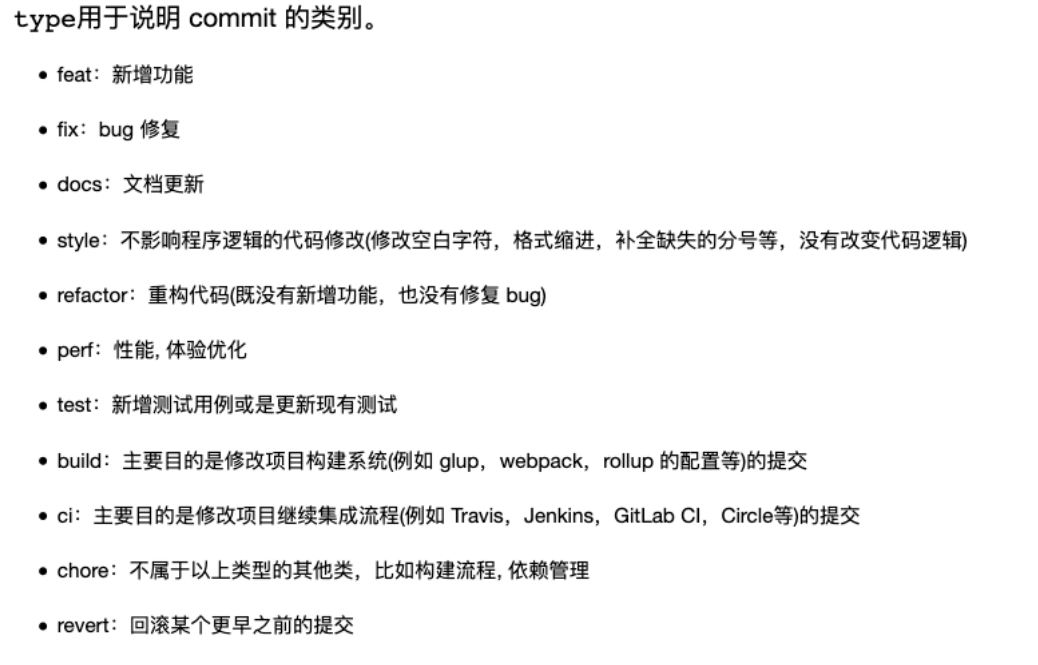 type用于说明 commit 的类别。
• feat：新增功能
• fix：bug 修复
• docs：文档更新
• style：不影响程序逻辑的代码修改(修改空白字符，格式缩进，补全缺失的分号等，没有改变代码逻辑)
• refactor：重构代码(既没有新增功能，也没有修复 bug)
• perf：性能, 体验优化
• test：新增测试用例或是更新现有测试
• build：主要目的是修改项目构建系统(例如 glup，webpack，rollup 的配置等)的提交
• ci：主要目的是修改项目继续集成流程(例如 Travis，Jenkins，GitLab CI，Circle等)的提交
• chore：不属于以上类型的其他类，比如构建流程, 依赖管理
• revert：回滚某个更早之前的提交